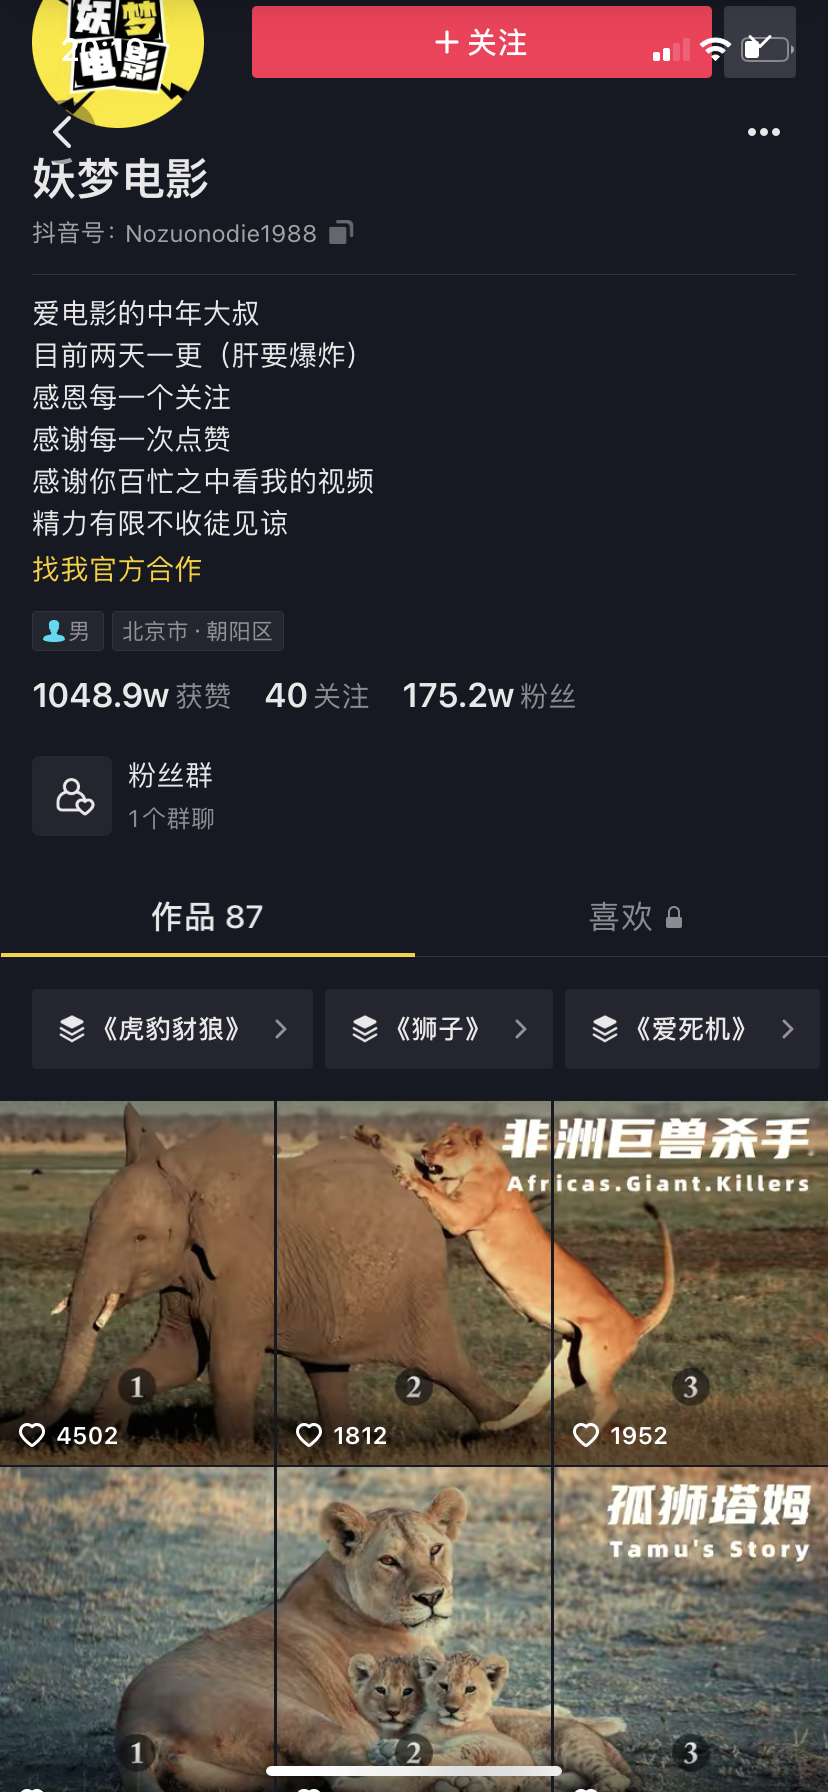 妖梦
电影
20:19
+ 关注
妖梦电影
抖音号：Nozuonodie1988
爱电影的中年大叔
目前两天一更（肝要爆炸）
感恩每一个关注
感谢每一次点赞
感谢你百忙之中看我的视频
精力有限不收徒见谅
找我官方合作
男
北京市 · 朝阳区
1048.9w 获赞 40 关注 175.2w 粉丝
粉丝群
1个群聊
作品 87
喜欢
《虎豹豺狼》
《狮子》
《爱死机》
非洲巨兽杀手
Africas.Giant.Killers
1
2
3
4502
1812
1952
孤狮塔姆
Tamu's Story
1
2
3